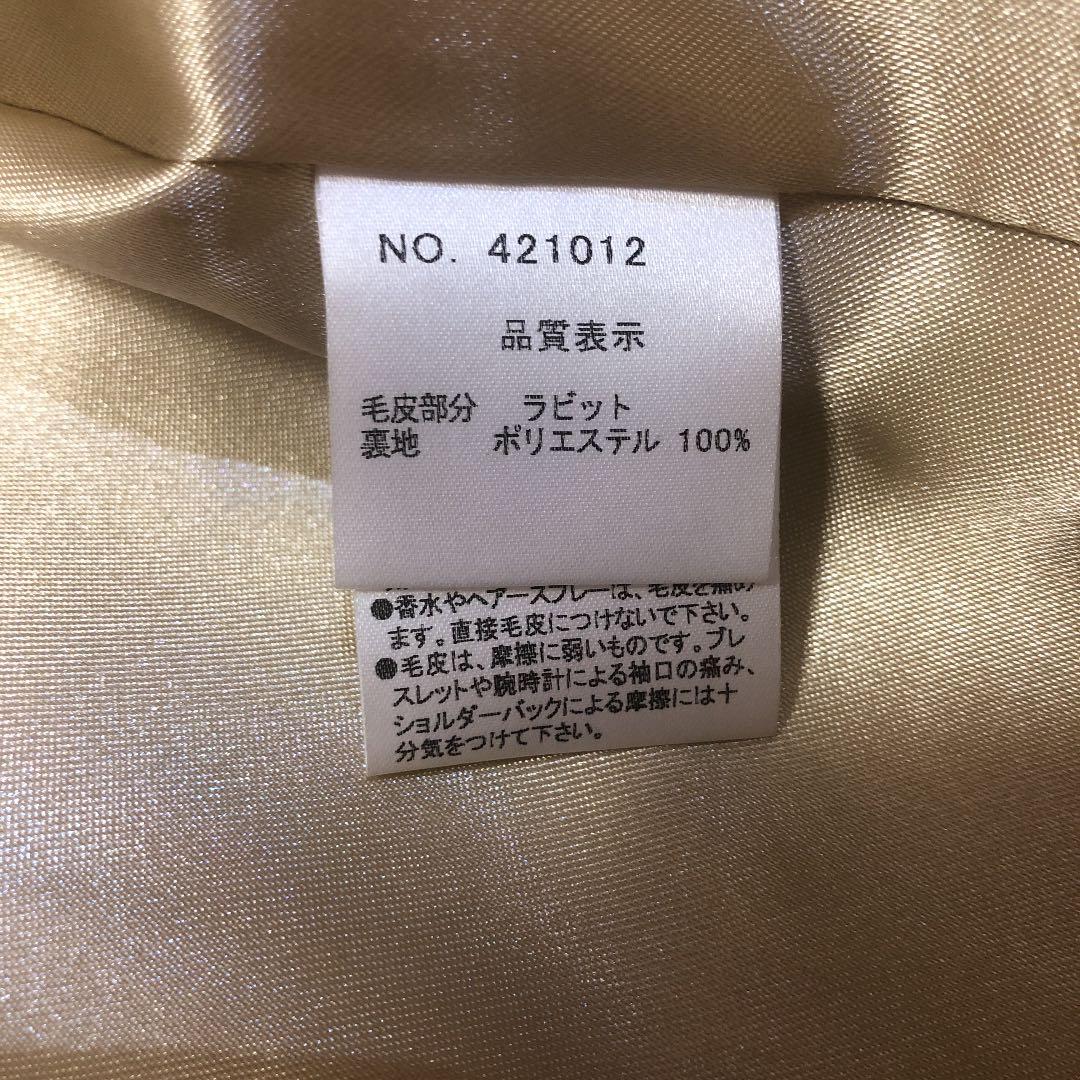 NO. 421012
品質表示
毛皮部分 ラビット
裏地 ポリエステル 100%
●香水やヘアースプレーは、毛皮を痛め
ます。直接毛皮につけないで下さい。
●毛皮は、摩擦に弱いものです。ブレ
スレットや腕時計による袖口の痛み、
ショルダーバックによる摩擦には十
分気をつけて下さい。